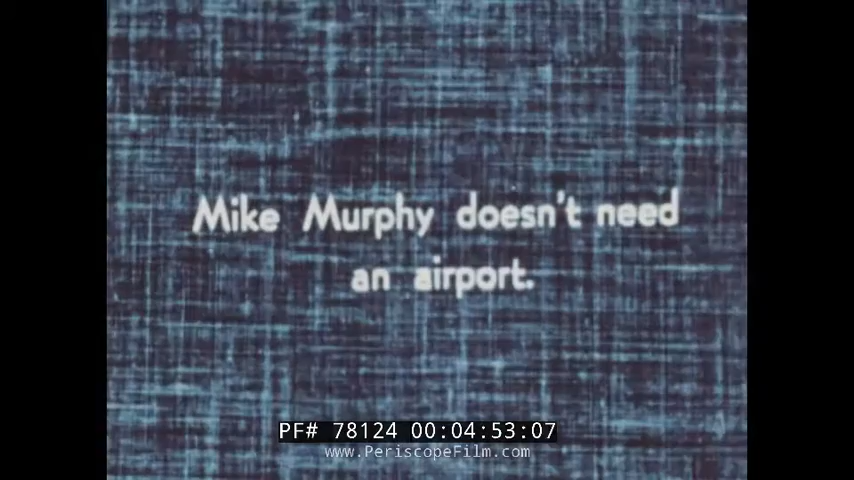 Mike Murphy doesn't need
an airport.
PF# 78124 00:04:53:07
www.PeriscopeFilm.com